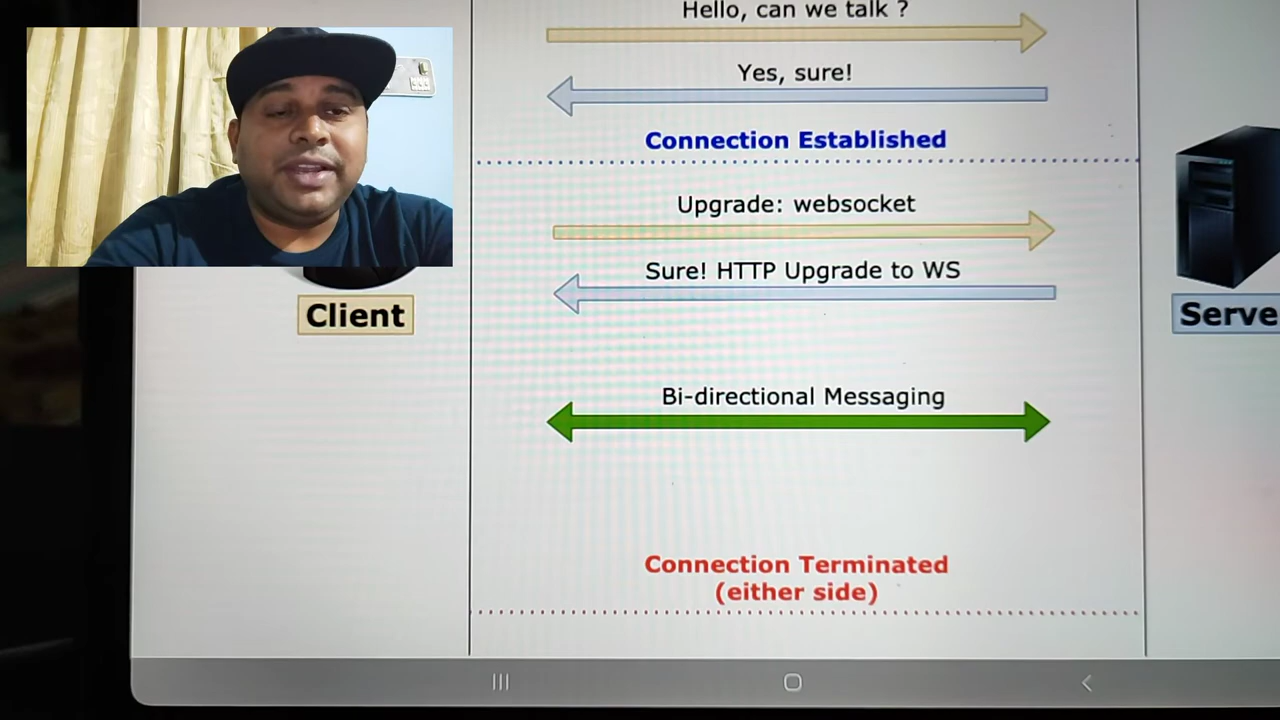 Hello, can we talk ?
Yes, sure!
Connection Established
Upgrade: websocket
Sure! HTTP Upgrade to WS
Client
Serve
Bi-directional Messaging
Connection Terminated
(either side)